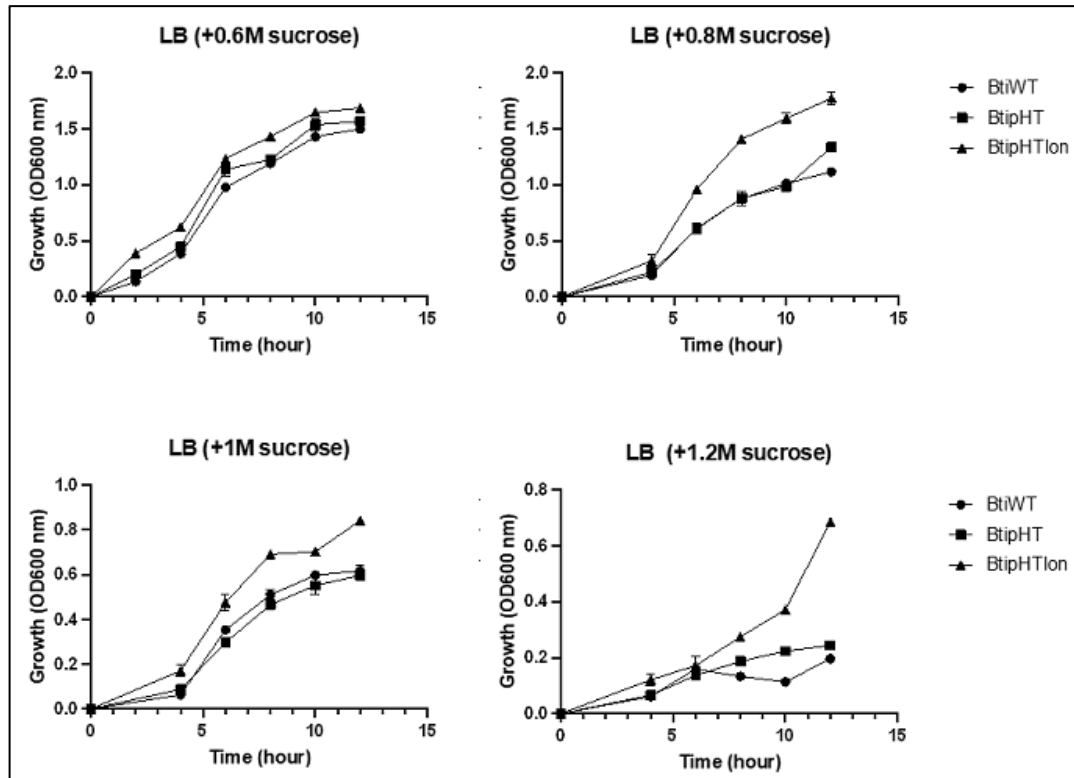 LB (+0.6M sucrose)
Growth (OD600 nm)
2.0
1.5
1.0
0.5
0.0
0
5
10
15
Time (hour)
LB (+0.8M sucrose)
Growth (OD600 nm)
2.0
1.5
1.0
0.5
0.0
0
5
10
15
Time (hour)
BtiWT
BtipHT
BtipHTlon
LB (+1M sucrose)
Growth (OD600 nm)
1.0
0.8
0.6
0.4
0.2
0.0
0
5
10
15
Time (hour)
LB (+1.2M sucrose)
Growth (OD600 nm)
0.8
0.6
0.4
0.2
0.0
0
5
10
15
Time (hour)
BtiWT
BtipHT
BtipHTlon